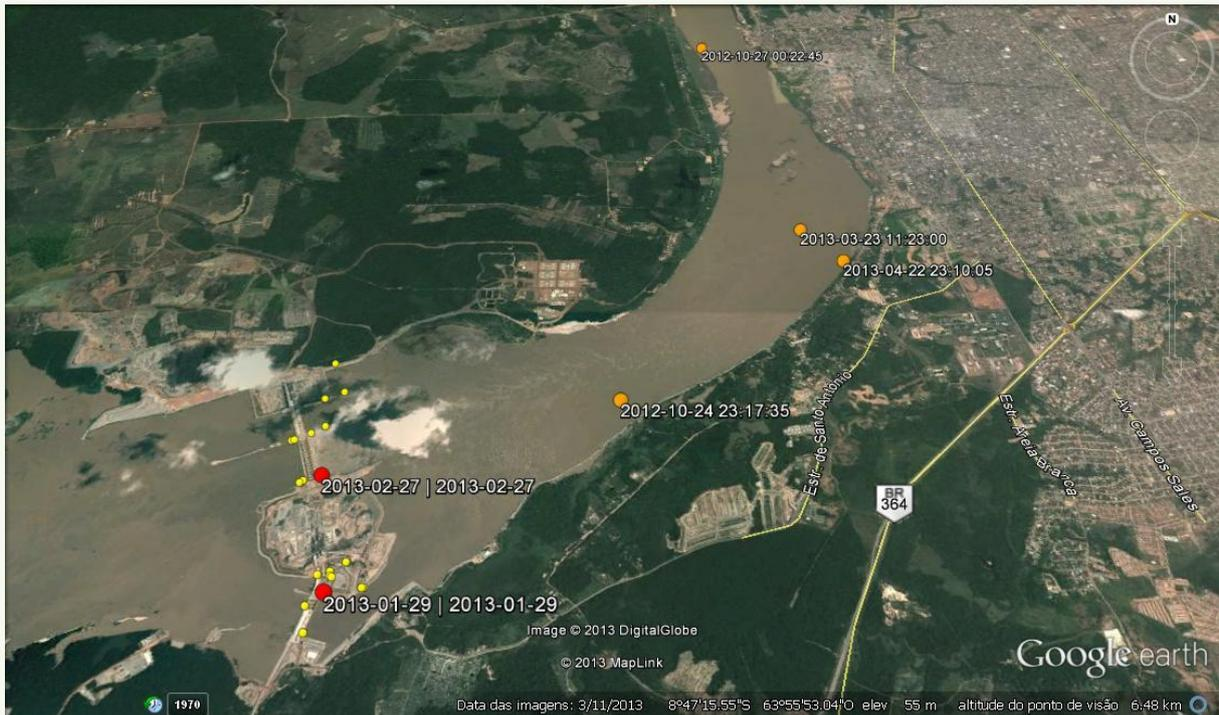 N
2012-10-27 00:22:45
2013-03-23 11:23:00
2013-04-22 23:10:05
2012-10-24 23:17:35
Estr. de Santo Antônio
Estr. Areia Branca
Av. Campos Sales
BR
364
2013-02-27 | 2013-02-27
2013-01-29 | 2013-01-29
Image © 2013 DigitalGlobe
© 2013 MapLink
Google earth
1970
Data das imagens: 3/11/2013 8°47'15.55"S 63°55'53.04"O elev 55 m altitude do ponto de visão 6.48 km